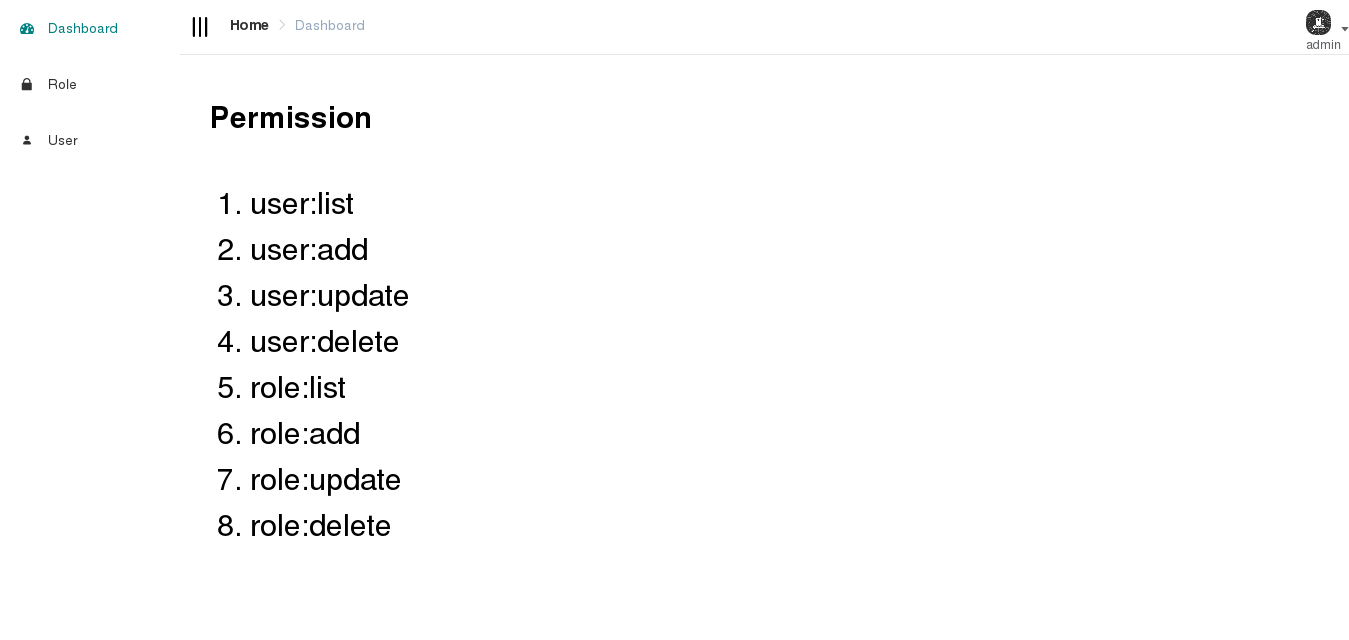 Dashboard
Role
User
Home Dashboard
admin
Permission
1. user:list
2. user:add
3. user:update
4. user:delete
5. role:list
6. role:add
7. role:update
8. role:delete